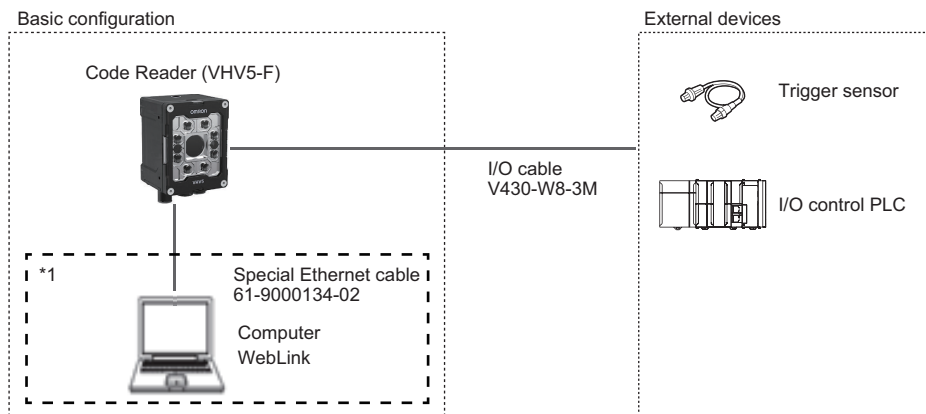 Basic configuration
External devices
Code Reader (VHV5-F)
OMRON
Trigger sensor
I/O cable
V430-W8-3M
I/O control PLC
*1
Special Ethernet cable
61-9000134-02
Computer
WebLink